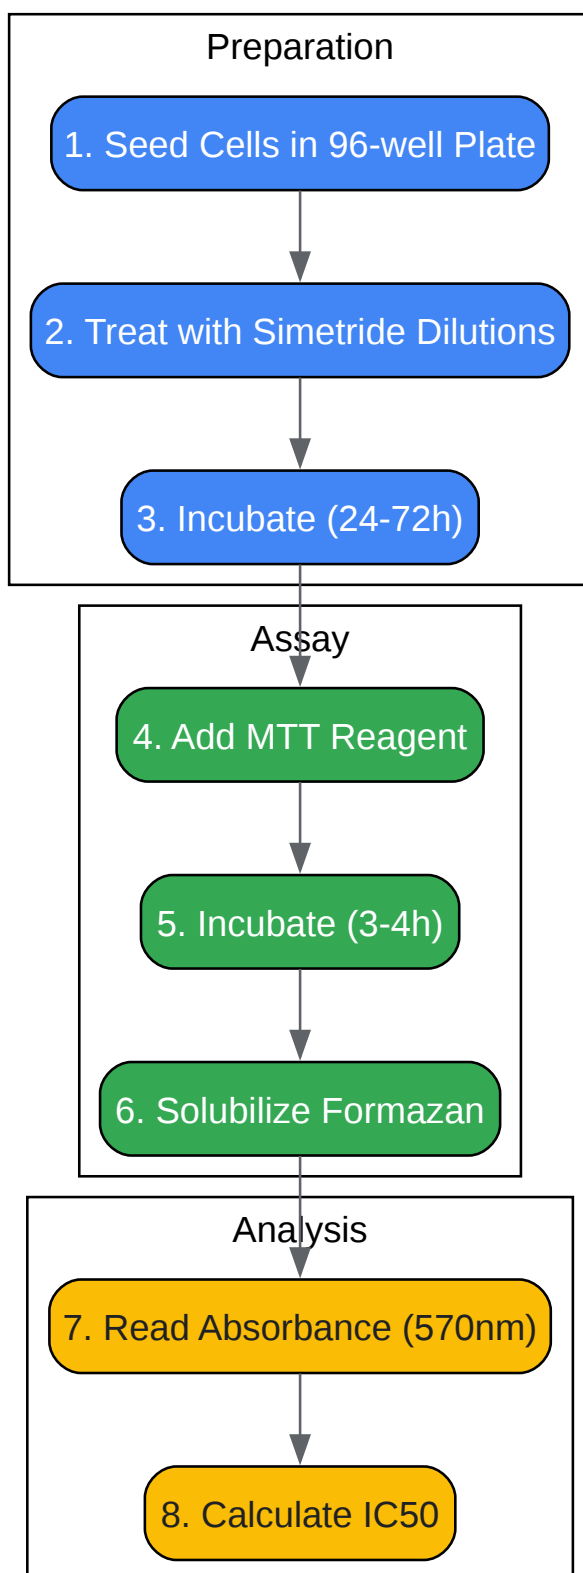 Preparation
1. Seed Cells in 96-well Plate
2. Treat with Simetride Dilutions
3. Incubate (24-72h)
Assay
4. Add MTT Reagent
5. Incubate (3-4h)
6. Solubilize Formazan
Analysis
7. Read Absorbance (570nm)
8. Calculate IC50